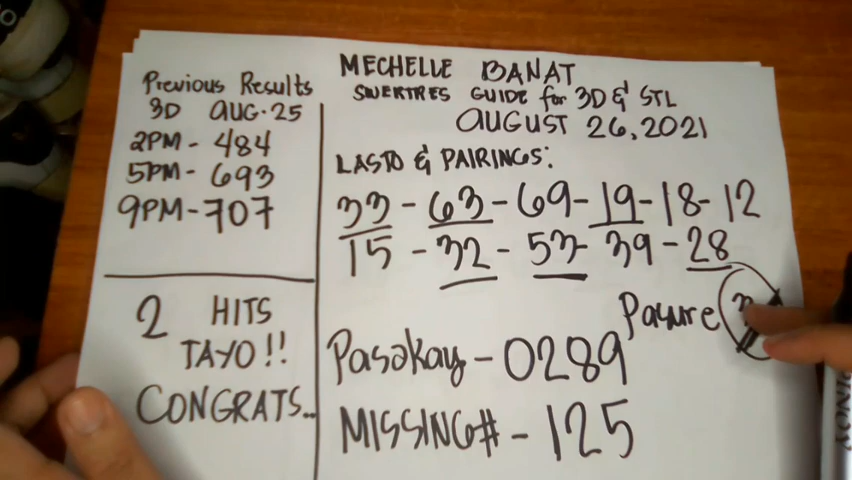 Previous Results
3D AUG. 25
2PM - 484
5PM - 693
9PM - 707
2 HITS
TAYO!!
CONGRATS..
MECHELLE BANAT
SWERTRES GUIDE for 3D & STL
AUGUST 26, 2021
LASTO & PAIRINGS:
33 - 63 - 69 - 19 - 18 - 12
15 - 32 - 53 - 39 - 28
Pasure
Pasakay - 0289
MISSING# - 125